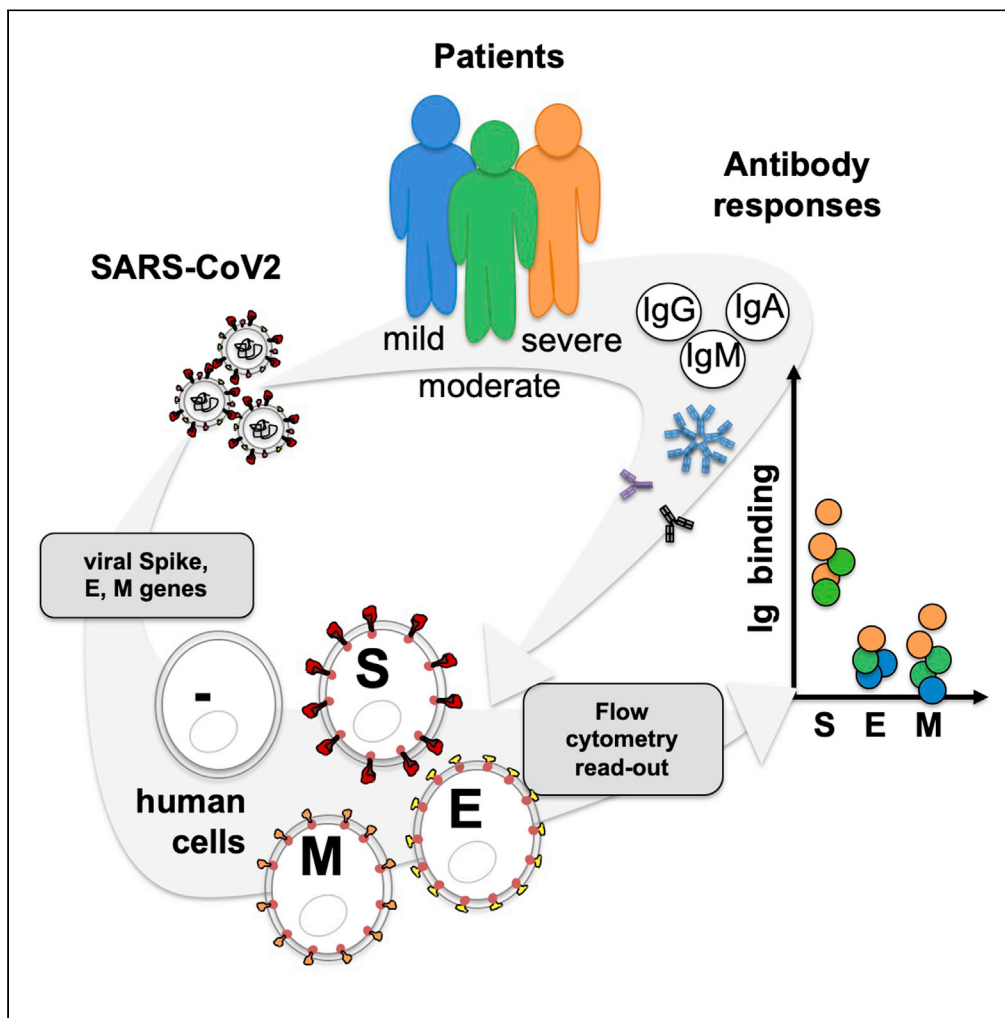 Patients
Antibody
responses
SARS-CoV2
mild
severe
moderate
IgG
IgA
IgM
viral Spike,
E, M genes
Ig binding
S
-
E
M
human
cells
Flow
cytometry
read-out
S E M